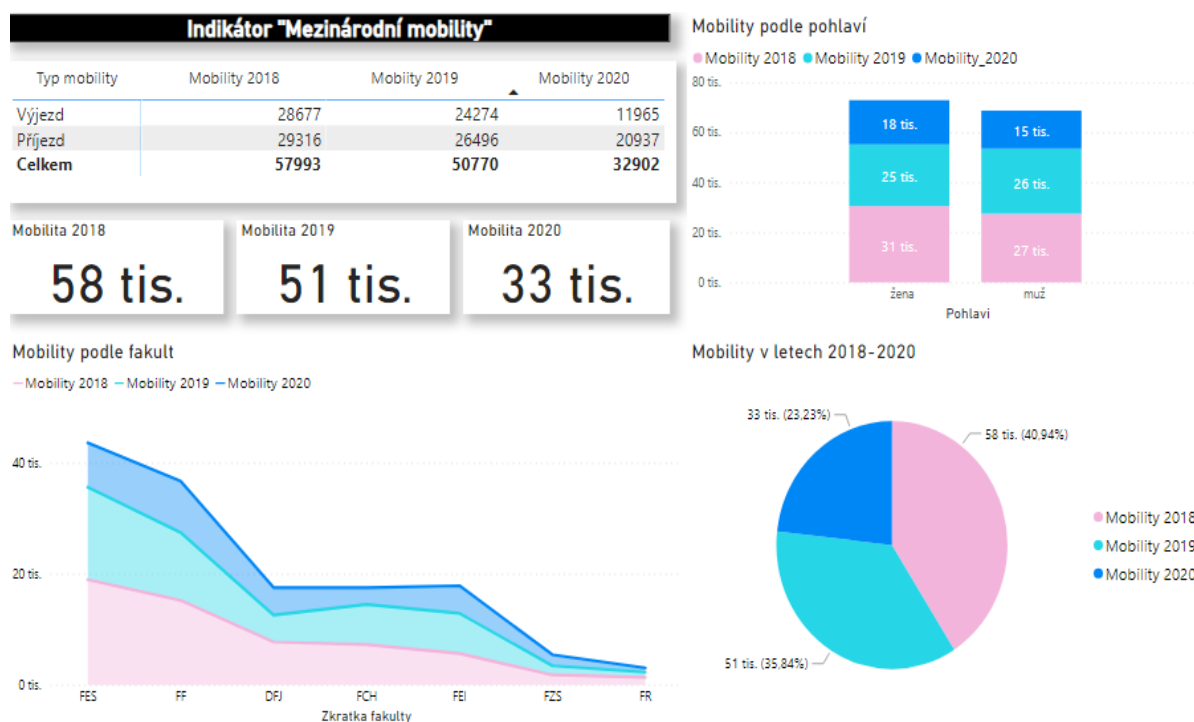 Indikátor "Mezinárodní mobility"
Typ mobility Mobility 2018 Mobiity 2019 Mobility 2020
Výjezd 28677 24274 11965
Příjezd 29316 26496 20937
Celkem 57993 50770 32902
Mobilita 2018 Mobilita 2019 Mobilita 2020
58 tis. 51 tis. 33 tis.
Mobility podle pohlaví
Mobility 2018 Mobility 2019 Mobility_2020
80 tis.
60 tis.
40 tis.
20 tis.
0 tis.
18 tis. 15 tis.
25 tis. 26 tis.
31 tis. 27 tis.
žena muž
Pohlavi
Mobility podle fakult
Mobility 2018 Mobility 2019 Mobility 2020
40 tis.
20 tis.
0 tis.
FES FF DFJ FCH FEI FZS FR
Zkratka fakulty
Mobility v letech 2018-2020
33 tis. (23,23%)
58 tis. (40,94%)
51 tis. (35,84%)
Mobility 2018
Mobility 2019
Mobility 2020